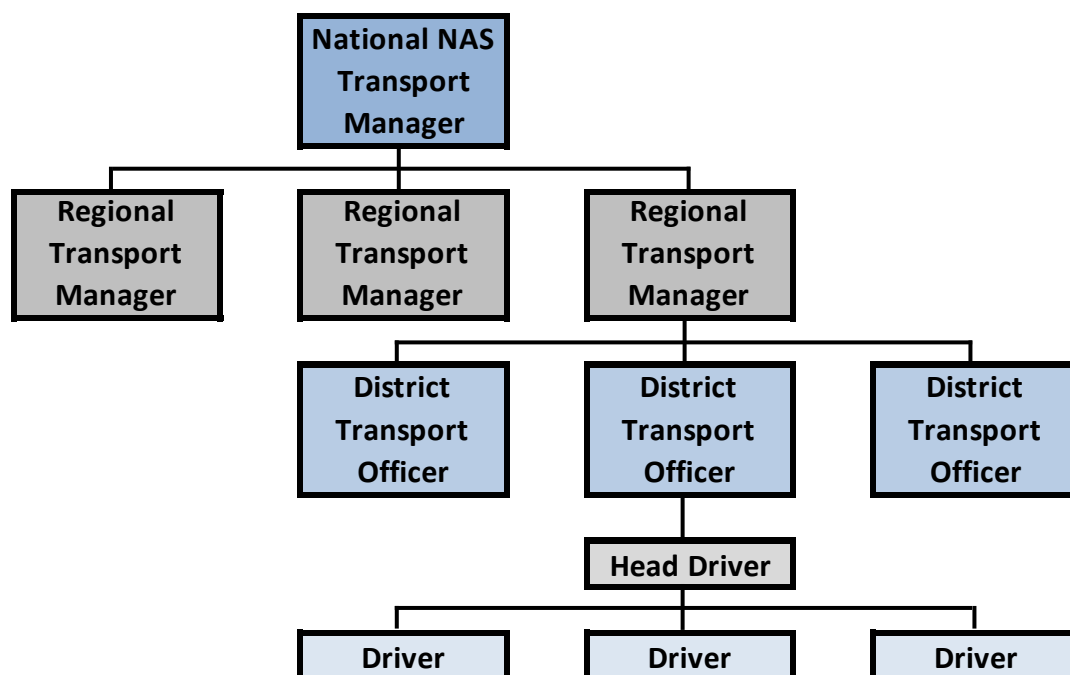 National NAS
Transport
Manager
Regional
Transport
Manager
Regional
Transport
Manager
Regional
Transport
Manager
District
Transport
Officer
District
Transport
Officer
District
Transport
Officer
Head Driver
Driver
Driver
Driver